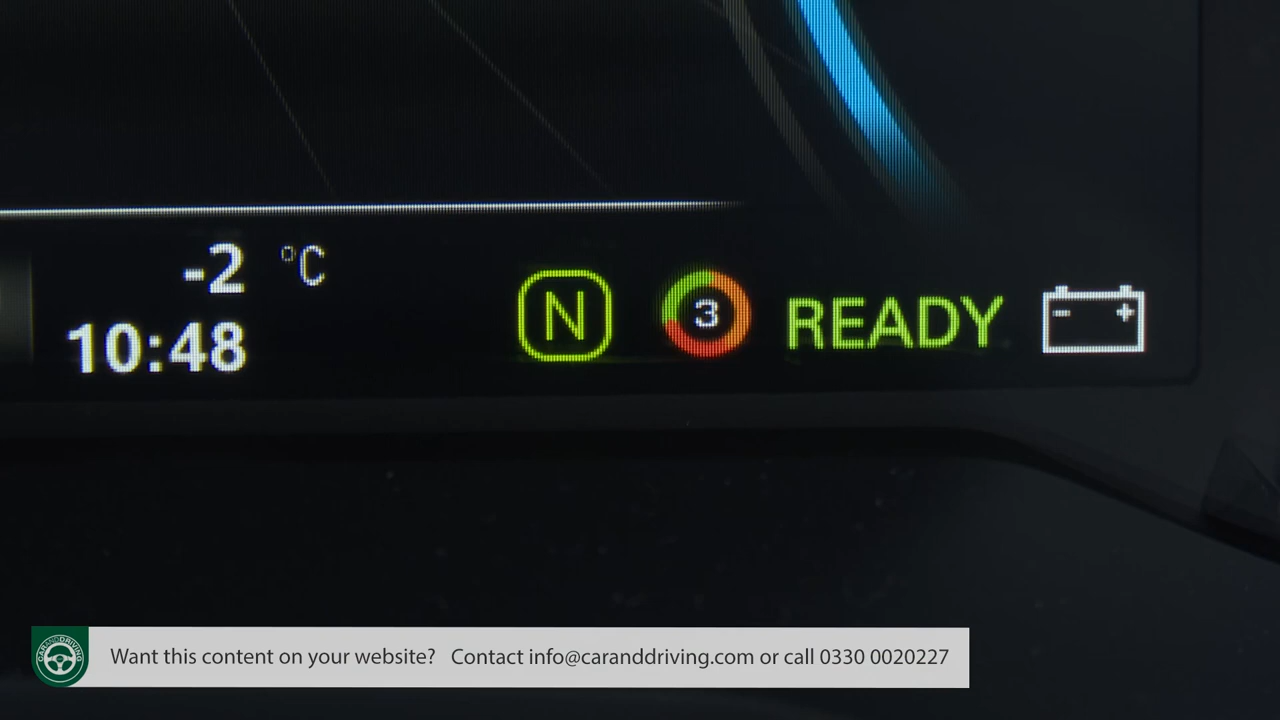 -2 °C
10:48
N
3
READY
- +
CARANDDRIVING
Want this content on your website? Contact info@caranddriving.com or call 0330 0020227